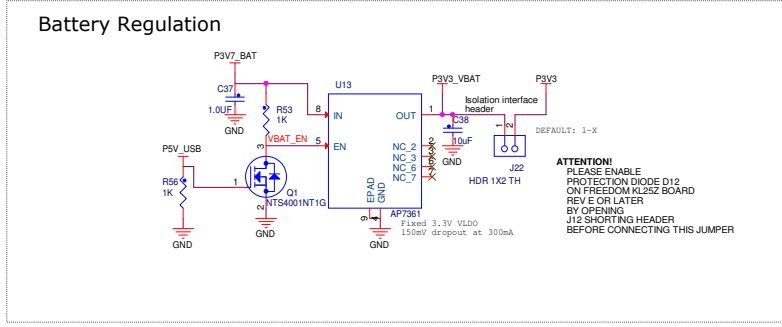 Battery Regulation
P3V7_BAT
U13
P3V3_VBAT
P3V3
C37
1.0UF
GND
R53
1K
8
IN
OUT
1
Isolation interface
header
C38
10uF
GND
1
2
DEFAULT: 1-X
P5V_USB
VBAT_EN
3
5
EN
NC_2
NC_3
NC_6
NC_7
2
3
6
7
J22
HDR 1X2 TH
R56
1K
1
Q1
NTS4001NT1G
2
GND
GND
EPAD
GND
9
4
GND
AP7361
Fixed 3.3V VLDO
150mV dropout at 300mA
ATTENTION!
PLEASE ENABLE
PROTECTION DIODE D12
ON FREEDOM KL25Z BOARD
REV E OR LATER
BY OPENING
J12 SHORTING HEADER
BEFORE CONNECTING THIS JUMPER